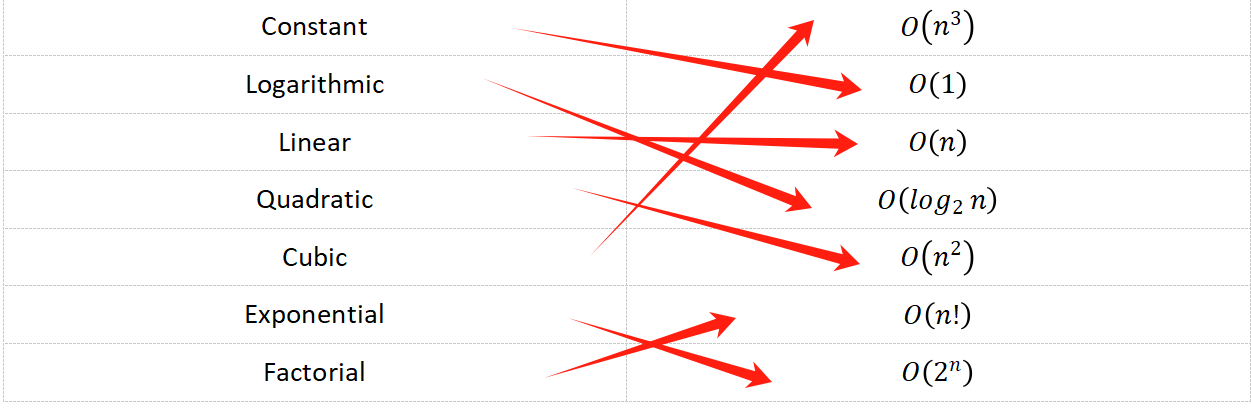 Constant O(n³)
Logarithmic O(1)
Linear O(n)
Quadratic O(log₂ n)
Cubic O(n²)
Exponential O(n!)
Factorial O(2ⁿ)